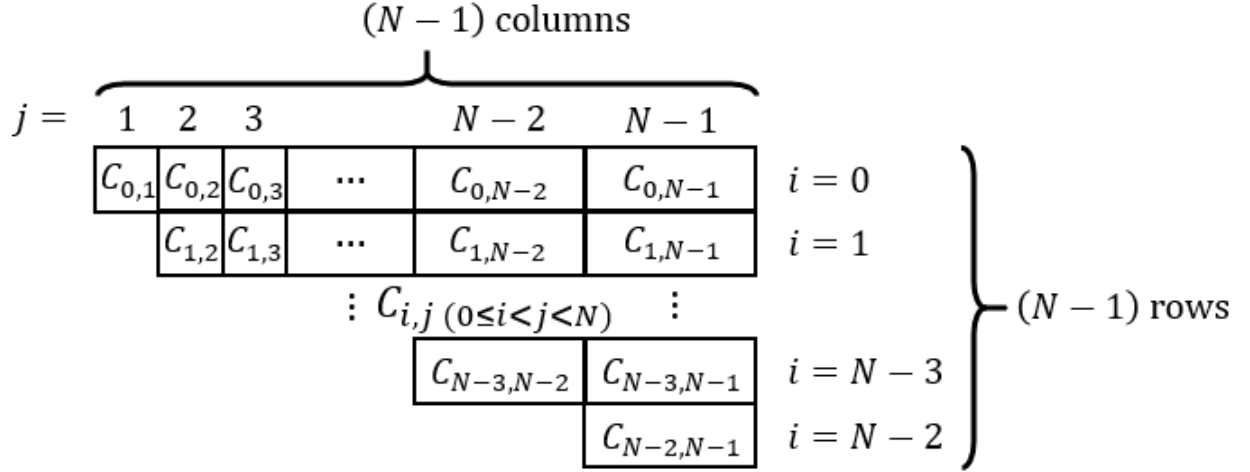 (N − 1) columns
j = 1 2 3 N − 2 N − 1
C₀,₁ C₀,₂ C₀,₃ ⋯ C₀,N−2 C₀,N−1 i = 0
C₁,₂ C₁,₃ ⋯ C₁,N−2 C₁,N−1 i = 1
⋮ Ci,j (0≤i<j<N) ⋮ (N − 1) rows
CN−3,N−2 CN−3,N−1 i = N − 3
CN−2,N−1 i = N − 2